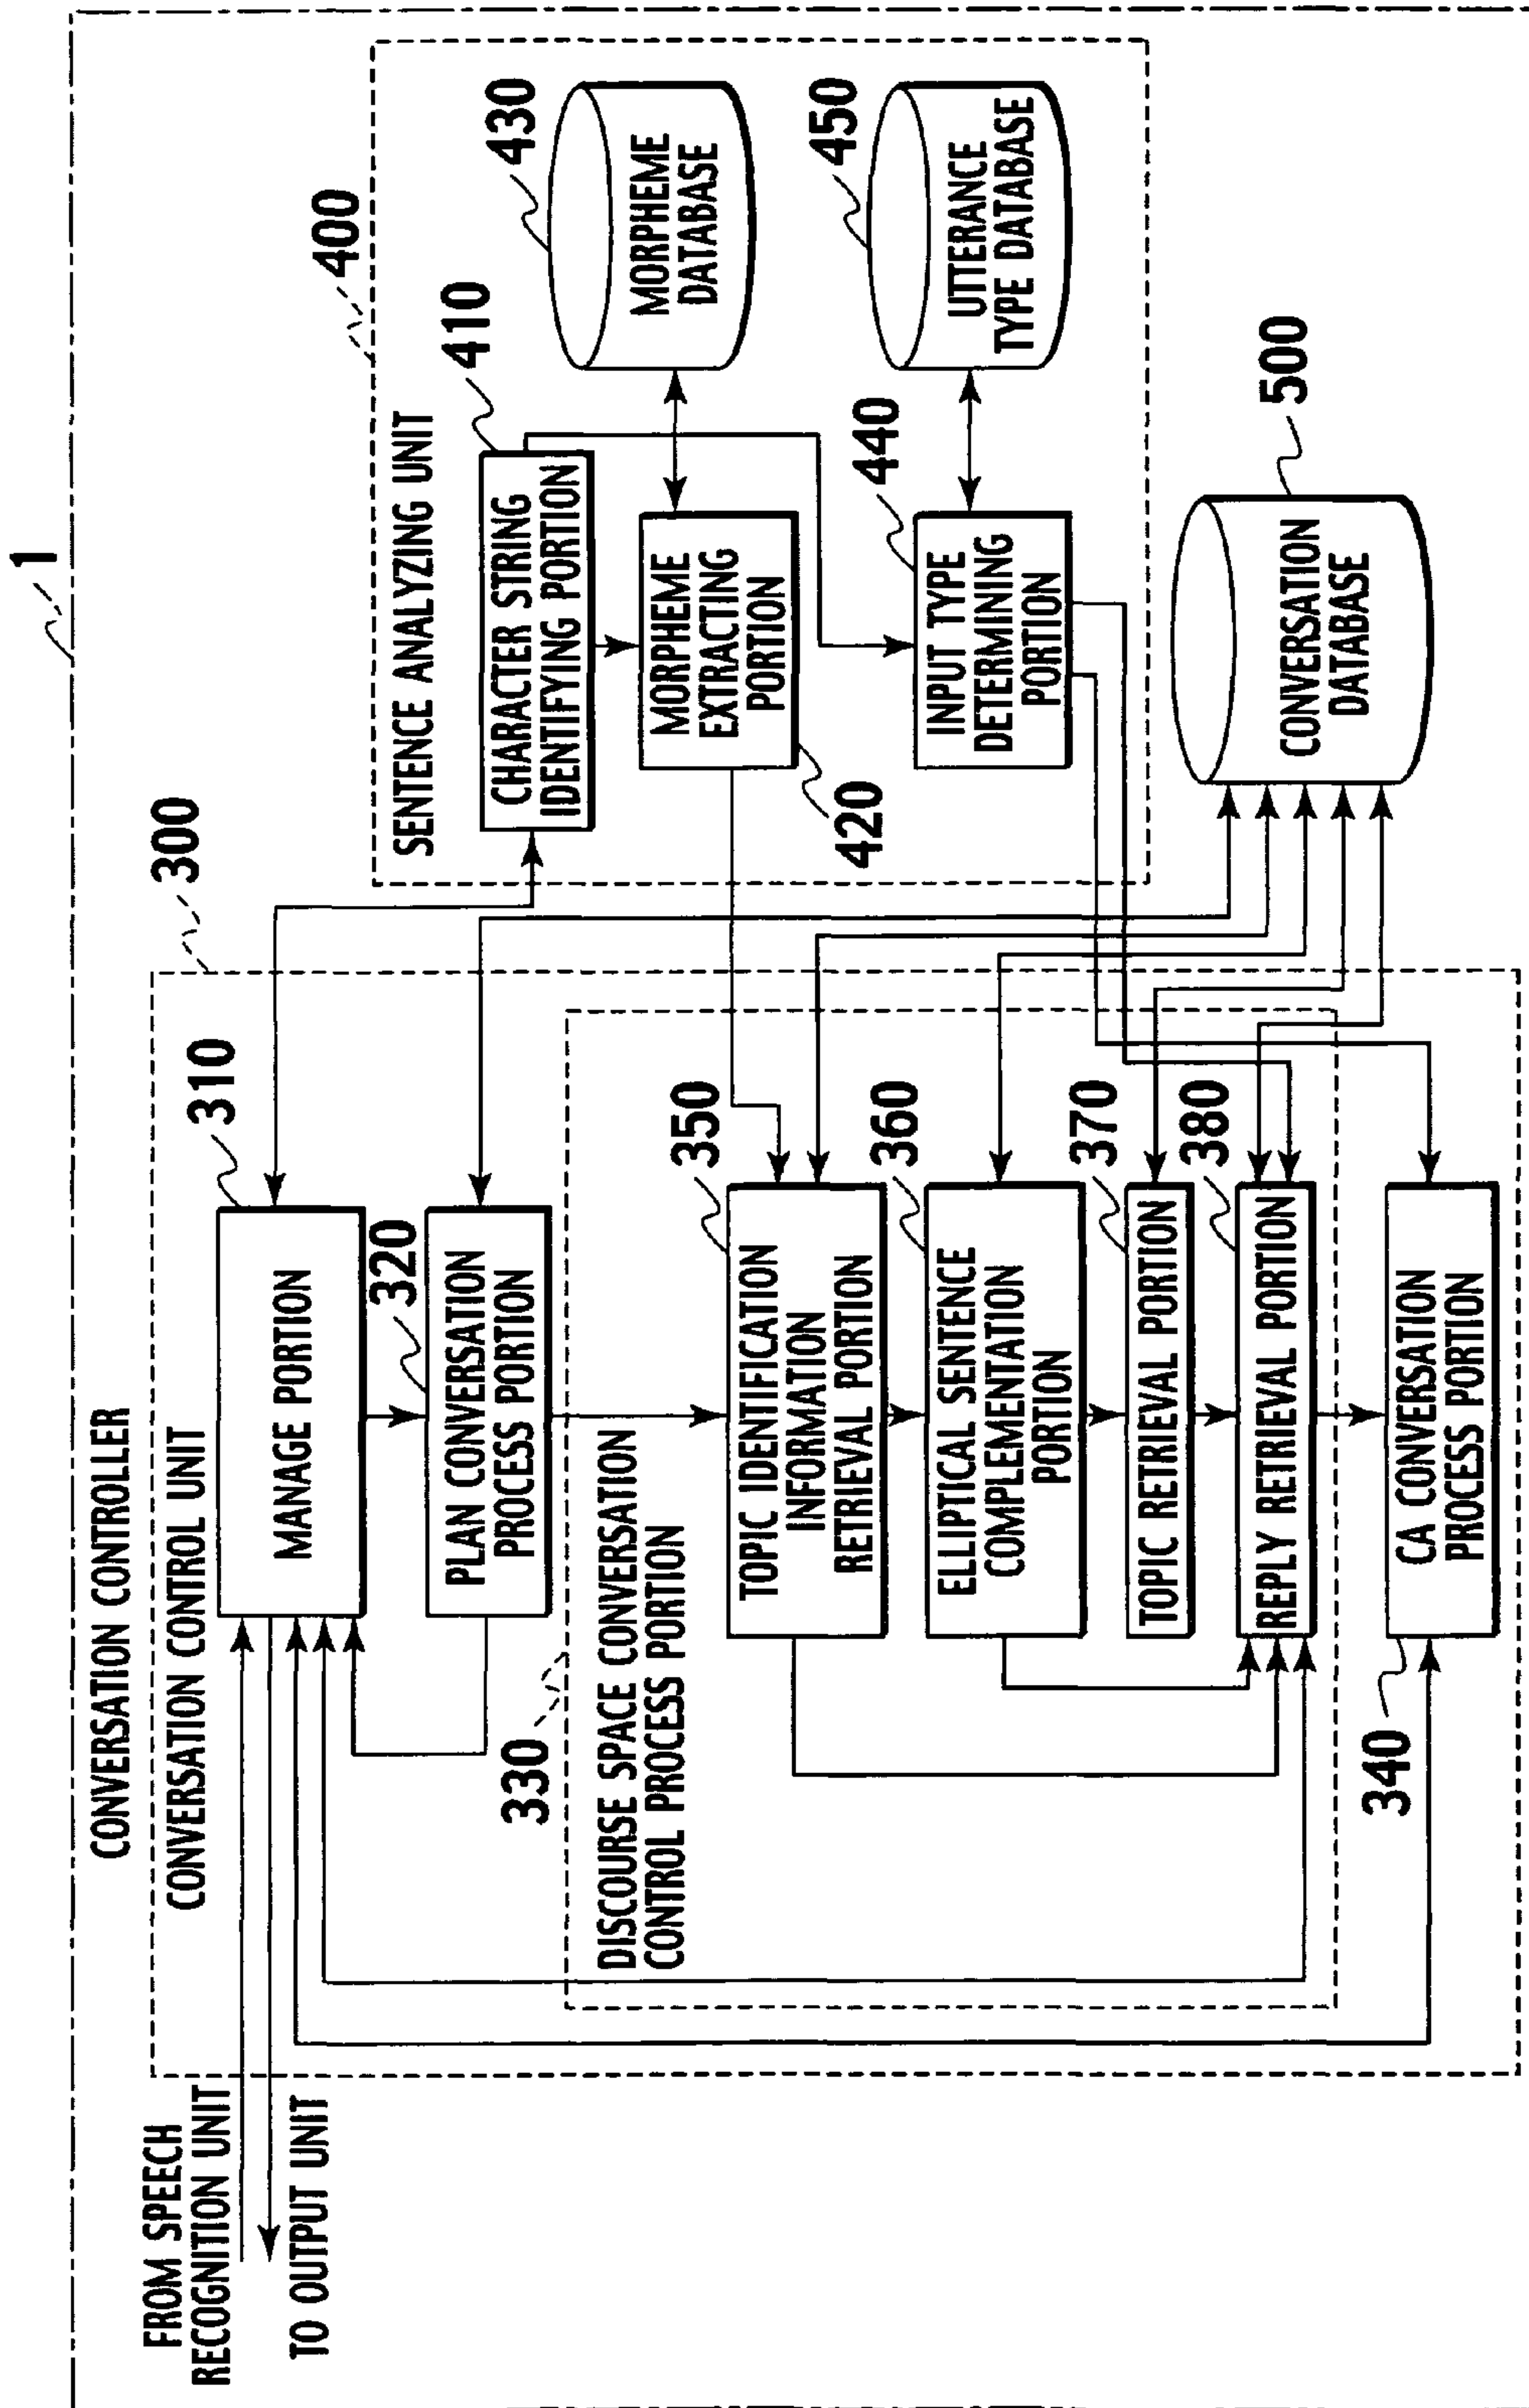 1
CONVERSATION CONTROLLER
FROM SPEECH
RECOGNITION UNIT
TO OUTPUT UNIT
CONVERSATION CONTROL UNIT
300
310
MANAGE PORTION
320
PLAN CONVERSATION
PROCESS PORTION
330
DISCOURSE SPACE CONVERSATION
CONTROL PROCESS PORTION
350
TOPIC IDENTIFICATION
INFORMATION
RETRIEVAL PORTION
360
ELLIPTICAL SENTENCE
COMPLEMENTATION
PORTION
370
TOPIC RETRIEVAL PORTION
380
REPLY RETRIEVAL PORTION
340
CA CONVERSATION
PROCESS PORTION
400
SENTENCE ANALYZING UNIT
410
CHARACTER STRING
IDENTIFYING PORTION
420
MORPHEME
EXTRACTING
PORTION
430
MORPHEME
DATABASE
440
INPUT TYPE
DETERMINING
PORTION
450
UTTERANCE
TYPE DATABASE
500
CONVERSATION
DATABASE